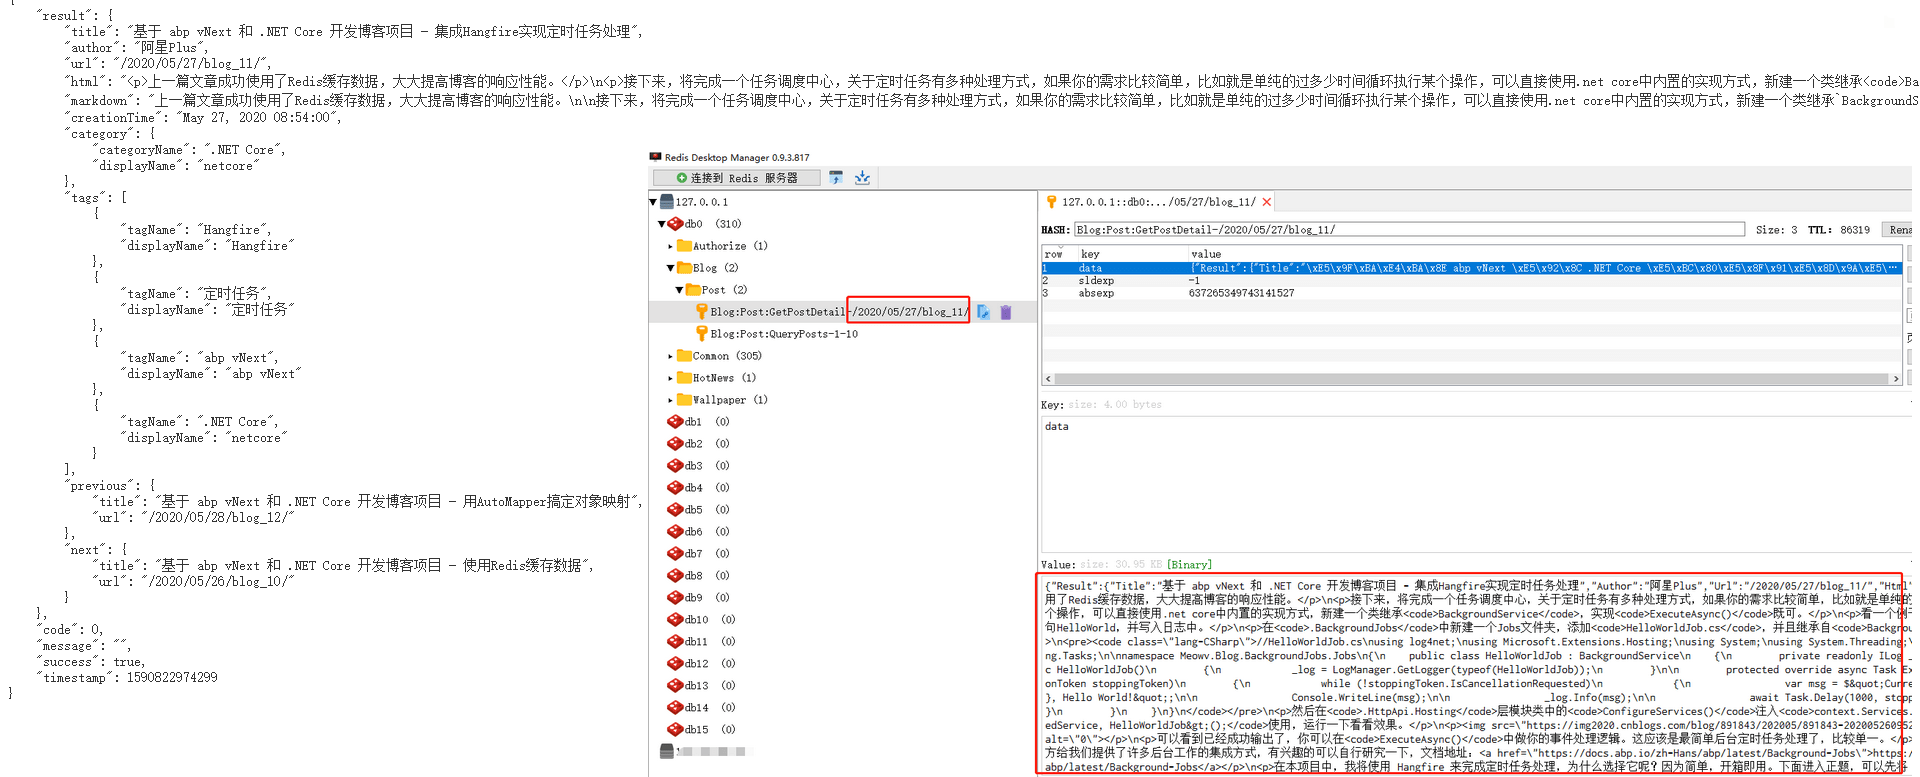 {
"result": {
"title": "基于 abp vNext 和 .NET Core 开发博客项目 - 集成Hangfire实现定时任务处理",
"author": "阿星Plus",
"url": "/2020/05/27/blog_11/",
"html": "<p>上一篇文章成功使用了Redis缓存数据，大大提高博客的响应性能。</p>\n<p>接下来，将完成一个任务调度中心，关于定时任务有多种处理方式，如果你的需求比较简单，比如就是单纯的过多少时间循环执行某个操作，可以直接使用.net core中内置的实现方式，新建一个类继承<code>Ba
"markdown": "上一篇文章成功使用了Redis缓存数据，大大提高博客的响应性能。\n\n接下来，将完成一个任务调度中心，关于定时任务有多种处理方式，如果你的需求比较简单，比如就是单纯的过多少时间循环执行某个操作，可以直接使用.net core中内置的实现方式，新建一个类继承`BackgroundS
"creationTime": "May 27, 2020 08:54:00",
"category": {
"categoryName": ".NET Core",
"displayName": "netcore"
},
"tags": [
{
"tagName": "Hangfire",
"displayName": "Hangfire"
},
{
"tagName": "定时任务",
"displayName": "定时任务"
},
{
"tagName": "abp vNext",
"displayName": "abp vNext"
},
{
"tagName": ".NET Core",
"displayName": "netcore"
}
],
"previous": {
"title": "基于 abp vNext 和 .NET Core 开发博客项目 - 用AutoMapper搞定对象映射",
"url": "/2020/05/28/blog_12/"
},
"next": {
"title": "基于 abp vNext 和 .NET Core 开发博客项目 - 使用Redis缓存数据",
"url": "/2020/05/26/blog_10/"
}
},
"code": 0,
"message": "",
"success": true,
"timestamp": 1590822974299
}
Redis Desktop Manager 0.9.3.817
连接到 Redis 服务器
127.0.0.1
db0 (310)
Authorize (1)
Blog (2)
Post (2)
Blog:Post:GetPostDetail-/2020/05/27/blog_11/
Blog:Post:QueryPosts-1-10
Common (305)
HotNews (1)
Wallpaper (1)
db1 (0)
db2 (0)
db3 (0)
db4 (0)
db5 (0)
db6 (0)
db7 (0)
db8 (0)
db9 (0)
db10 (0)
db11 (0)
db12 (0)
db13 (0)
db14 (0)
db15 (0)
127.0.0.1::db0:.../05/27/blog_11/
HASH: Blog:Post:GetPostDetail-/2020/05/27/blog_11/ Size: 3 TTL: 86319 Rena
row key value
1 data {"Result":{"Title":"\xE5\x9F\xBA\xE4\xBA\x8E abp vNext \xE5\x92\x8C .NET Core \xE5\xBC\x80\xE5\x8F\x91\xE5\x8D\x9A\xE5\…
2 sldexp -1
3 absexp 637265349743141527
Key: size: 4.00 bytes
data
Value: size: 30.95 KB [Binary]
{"Result":{"Title":"基于 abp vNext 和 .NET Core 开发博客项目 - 集成Hangfire实现定时任务处理","Author":"阿星Plus","Url":"/2020/05/27/blog_11/","Html"
用了Redis缓存数据，大大提高博客的响应性能。</p>\n<p>接下来，将完成一个任务调度中心，关于定时任务有多种处理方式，如果你的需求比较简单，比如就是单纯的
个操作，可以直接使用.net core中内置的实现方式，新建一个类继承<code>BackgroundService</code>，实现<code>ExecuteAsync()</code>既可。</p>\n<p>看一个例子
句HelloWorld，并写入日志中。</p>\n<p>在<code>.BackgroundJobs</code>中新建一个Jobs文件夹，添加<code>HelloWorldJob.cs</code>，并且继承自<code>Backgrou
>\n<pre><code class=\"lang-CSharp\">//HelloWorldJob.cs\nusing log4net;\nusing Microsoft.Extensions.Hosting;\nusing System;\nusing System.Threading;\
ng.Tasks;\n\nnamespace Meowv.Blog.BackgroundJobs.Jobs\n{\n public class HelloWorldJob : BackgroundService\n {\n private readonly ILog _
c HelloWorldJob()\n {\n _log = LogManager.GetLogger(typeof(HelloWorldJob));\n }\n\n protected override async Task Ex
onToken stoppingToken)\n {\n while (!stoppingToken.IsCancellationRequested)\n {\n var msg = $&quot;Curre
}, Hello World!&quot;;\n\n Console.WriteLine(msg);\n\n _log.Info(msg);\n\n await Task.Delay(1000, stopp
}\n }\n }\n}\n</code></pre>\n<p>然后在<code>.HttpApi.Hosting</code>层模块类中的<code>ConfigureServices()</code>注入<code>context.Services.
edService, HelloWorldJob&gt;();</code>使用，运行一下看看效果。</p>\n<p><img src=\"https://img2020.cnblogs.com/blog/891843/202005/891843-202005260952
alt=\"0\"></p>\n<p>可以看到已经成功输出了，你可以在<code>ExecuteAsync()</code>中做你的事件处理逻辑。这应该是最简单后台定时任务处理了，比较单一。</p>\n
方给我们提供了许多后台工作的集成方式，有兴趣的可以自行研究一下，文档地址：<a href=\"https://docs.abp.io/zh-Hans/abp/latest/Background-Jobs\">https:/
abp/latest/Background-Jobs</a></p>\n<p>在本项目中，我将使用 Hangfire 来完成定时任务处理，为什么选择它呢？因为简单，开箱即用。下面进入正题，可以先将